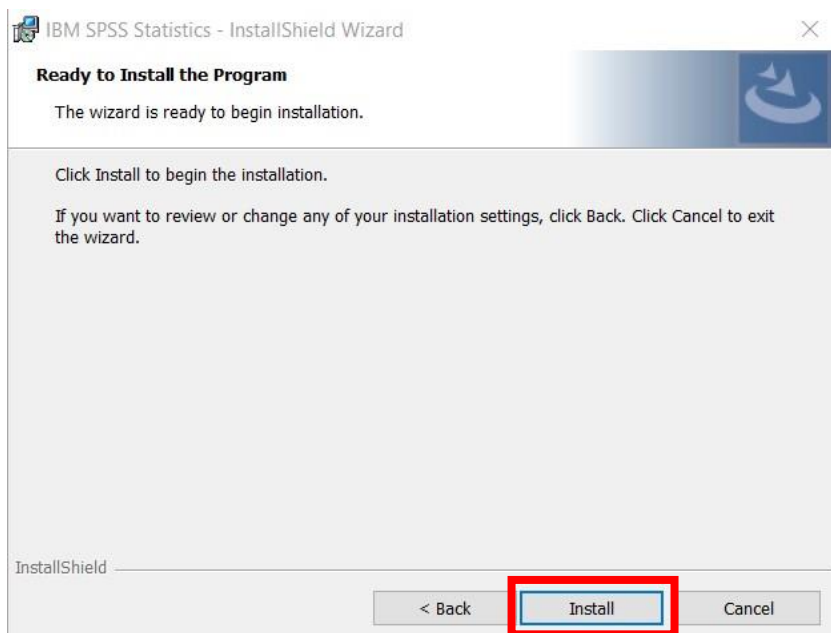 IBM SPSS Statistics - InstallShield Wizard
Ready to Install the Program
The wizard is ready to begin installation.
Click Install to begin the installation.
If you want to review or change any of your installation settings, click Back. Click Cancel to exit
the wizard.
InstallShield
< Back Install Cancel